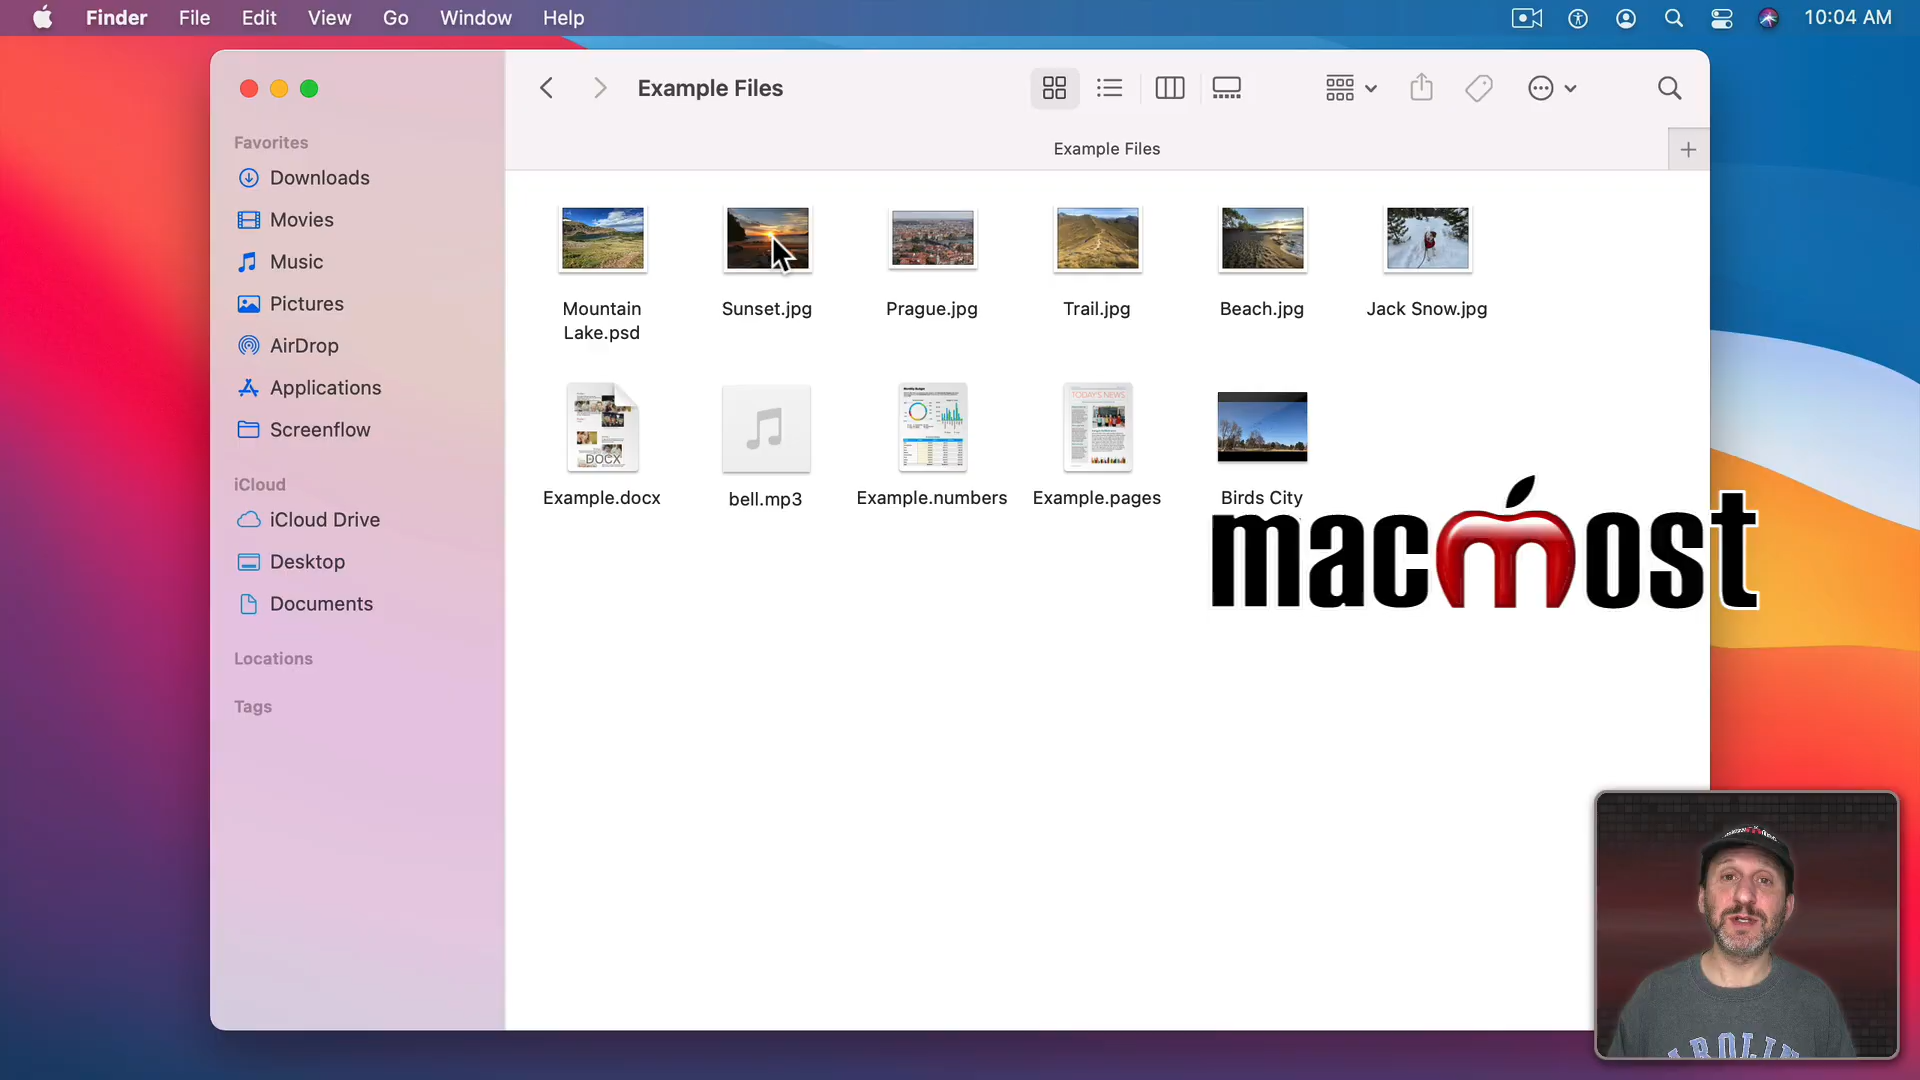 Finder File Edit View Go Window Help 10:04 AM
Example Files
Example Files
Favorites
Downloads
Movies
Music
Pictures
AirDrop
Applications
Screenflow
iCloud
iCloud Drive
Desktop
Documents
Locations
Tags
Mountain Lake.psd
Sunset.jpg
Prague.jpg
Trail.jpg
Beach.jpg
Jack Snow.jpg
DOCX
TODAY'S NEWS
Example.docx
bell.mp3
Example.numbers
Example.pages
Birds City
macmost